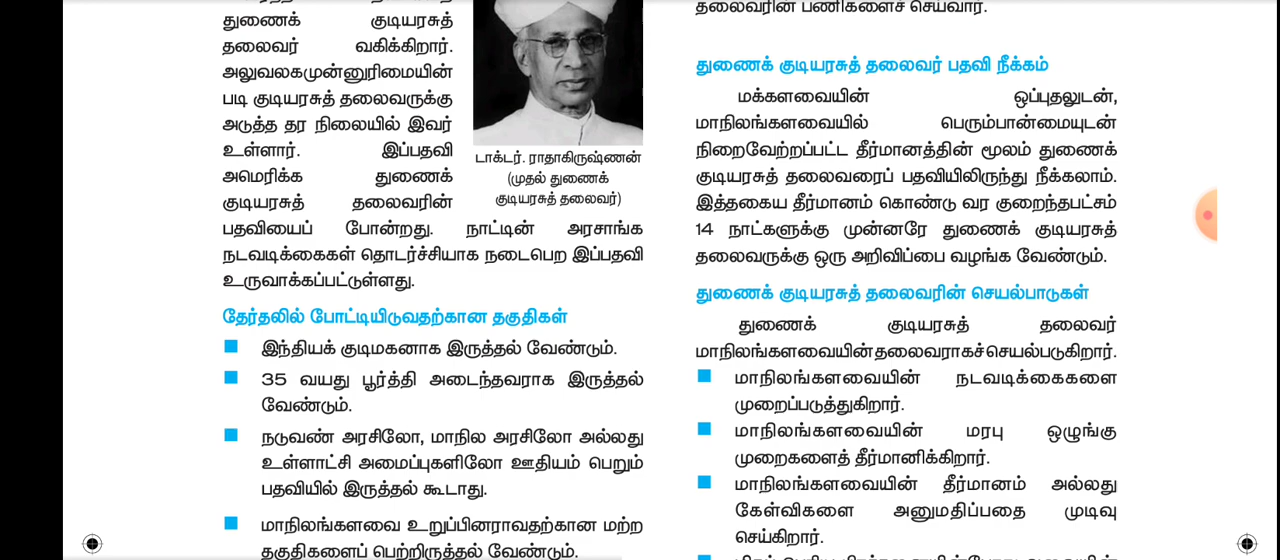 துணைக் குடியரசுத்
தலைவர் வகிக்கிறார்.
அலுவலகமுன்னுரிமையின்
படி குடியரசுத் தலைவருக்கு
அடுத்த தர நிலையில் இவர்
உள்ளார். இப்பதவி
அமெரிக்க துணைக்
குடியரசுத் தலைவரின்
பதவியைப் போன்றது. நாட்டின் அரசாங்க
நடவடிக்கைகள் தொடர்ச்சியாக நடைபெற இப்பதவி
உருவாக்கப்பட்டுள்ளது.
டாக்டர். ராதாகிருஷ்ணன்
(முதல் துணைக்
குடியரசுத் தலைவர்)
தேர்தலில் போட்டியிடுவதற்கான தகுதிகள்
இந்தியக் குடிமகனாக இருத்தல் வேண்டும்.
35 வயது பூர்த்தி அடைந்தவராக இருத்தல்
வேண்டும்.
நடுவண் அரசிலோ, மாநில அரசிலோ அல்லது
உள்ளாட்சி அமைப்புகளிலோ ஊதியம் பெறும்
பதவியில் இருத்தல் கூடாது.
மாநிலங்களவை உறுப்பினராவதற்கான மற்ற
தகுதிகளைப் பெற்றிருத்தல் வேண்டும்.
தலைவரின் பணிகளைச் செய்வார்.
துணைக் குடியரசுத் தலைவர் பதவி நீக்கம்
மக்களவையின் ஒப்புதலுடன்,
மாநிலங்களவையில் பெரும்பான்மையுடன்
நிறைவேற்றப்பட்ட தீர்மானத்தின் மூலம் துணைக்
குடியரசுத் தலைவரைப் பதவியிலிருந்து நீக்கலாம்.
இத்தகைய தீர்மானம் கொண்டு வர குறைந்தபட்சம்
14 நாட்களுக்கு முன்னரே துணைக் குடியரசுத்
தலைவருக்கு ஒரு அறிவிப்பை வழங்க வேண்டும்.
துணைக் குடியரசுத் தலைவரின் செயல்பாடுகள்
துணைக் குடியரசுத் தலைவர்
மாநிலங்களவையின் தலைவராகச் செயல்படுகிறார்.
மாநிலங்களவையின் நடவடிக்கைகளை
முறைப்படுத்துகிறார்.
மாநிலங்களவையின் மரபு ஒழுங்கு
முறைகளைத் தீர்மானிக்கிறார்.
மாநிலங்களவையின் தீர்மானம் அல்லது
கேள்விகளை அனுமதிப்பதை முடிவு
செய்கிறார்.